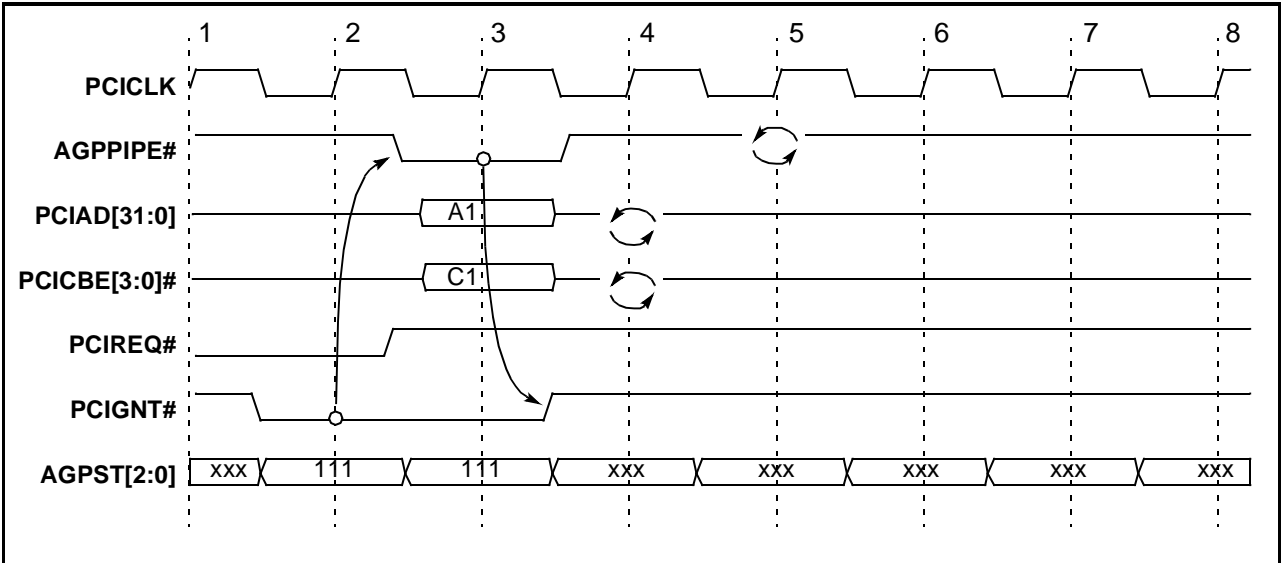 1 2 3 4 5 6 7 8
PCICLK
AGPPIPE#
PCIAD[31:0] A1
PCICBE[3:0]# C1
PCIREQ#
PCIGNT#
AGPST[2:0] xxx 111 111 xxx xxx xxx xxx xxx